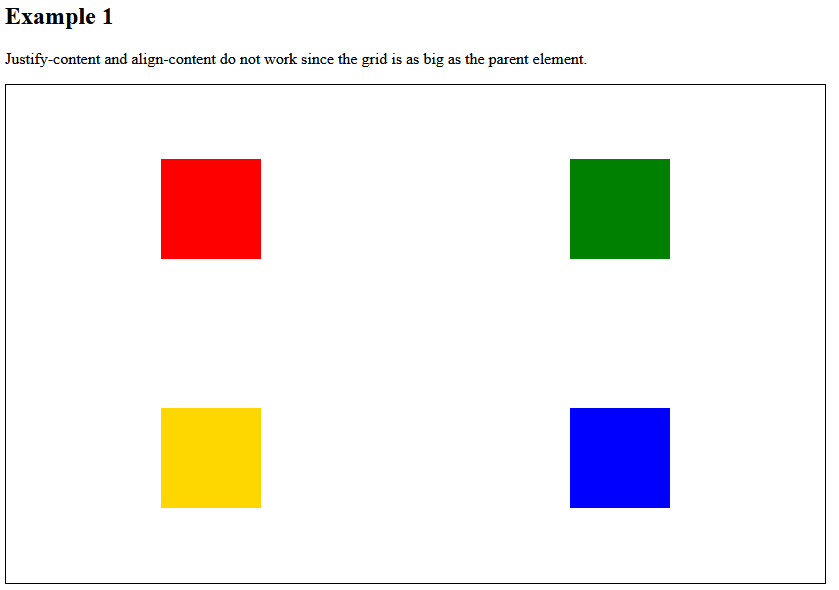 Example 1
Justify-content and align-content do not work since the grid is as big as the parent element.